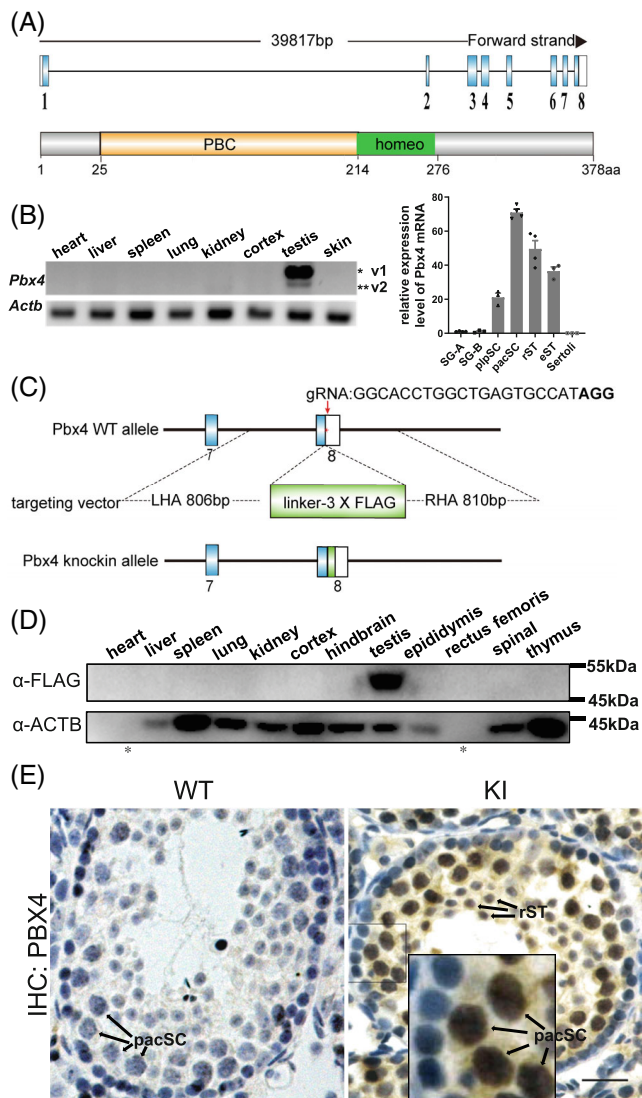 (A)
39817bp
Forward strand
1 2 3 4 5 6 7 8
PBC homeo
1 25 214 276 378aa
(B)
heart liver spleen lung kidney cortex testis skin
Pbx4
* v1
** v2
Actb
relative expression
level of Pbx4 mRNA
80
60
40
20
0
SG-A SG-B plpSC pacSC rST eST Sertoli
(C)
gRNA:GGCACCTGGCTGAGTGCCATAGG
Pbx4 WT allele
7 8
targeting vector LHA 806bp linker-3 X FLAG RHA 810bp
Pbx4 knockin allele
7 8
(D)
heart liver spleen lung kidney cortex hindbrain testis epididymis rectus femoris spinal thymus
α-FLAG
55kDa
45kDa
α-ACTB
45kDa
* *
(E)
WT KI
IHC: PBX4
rST
pacSC
pacSC